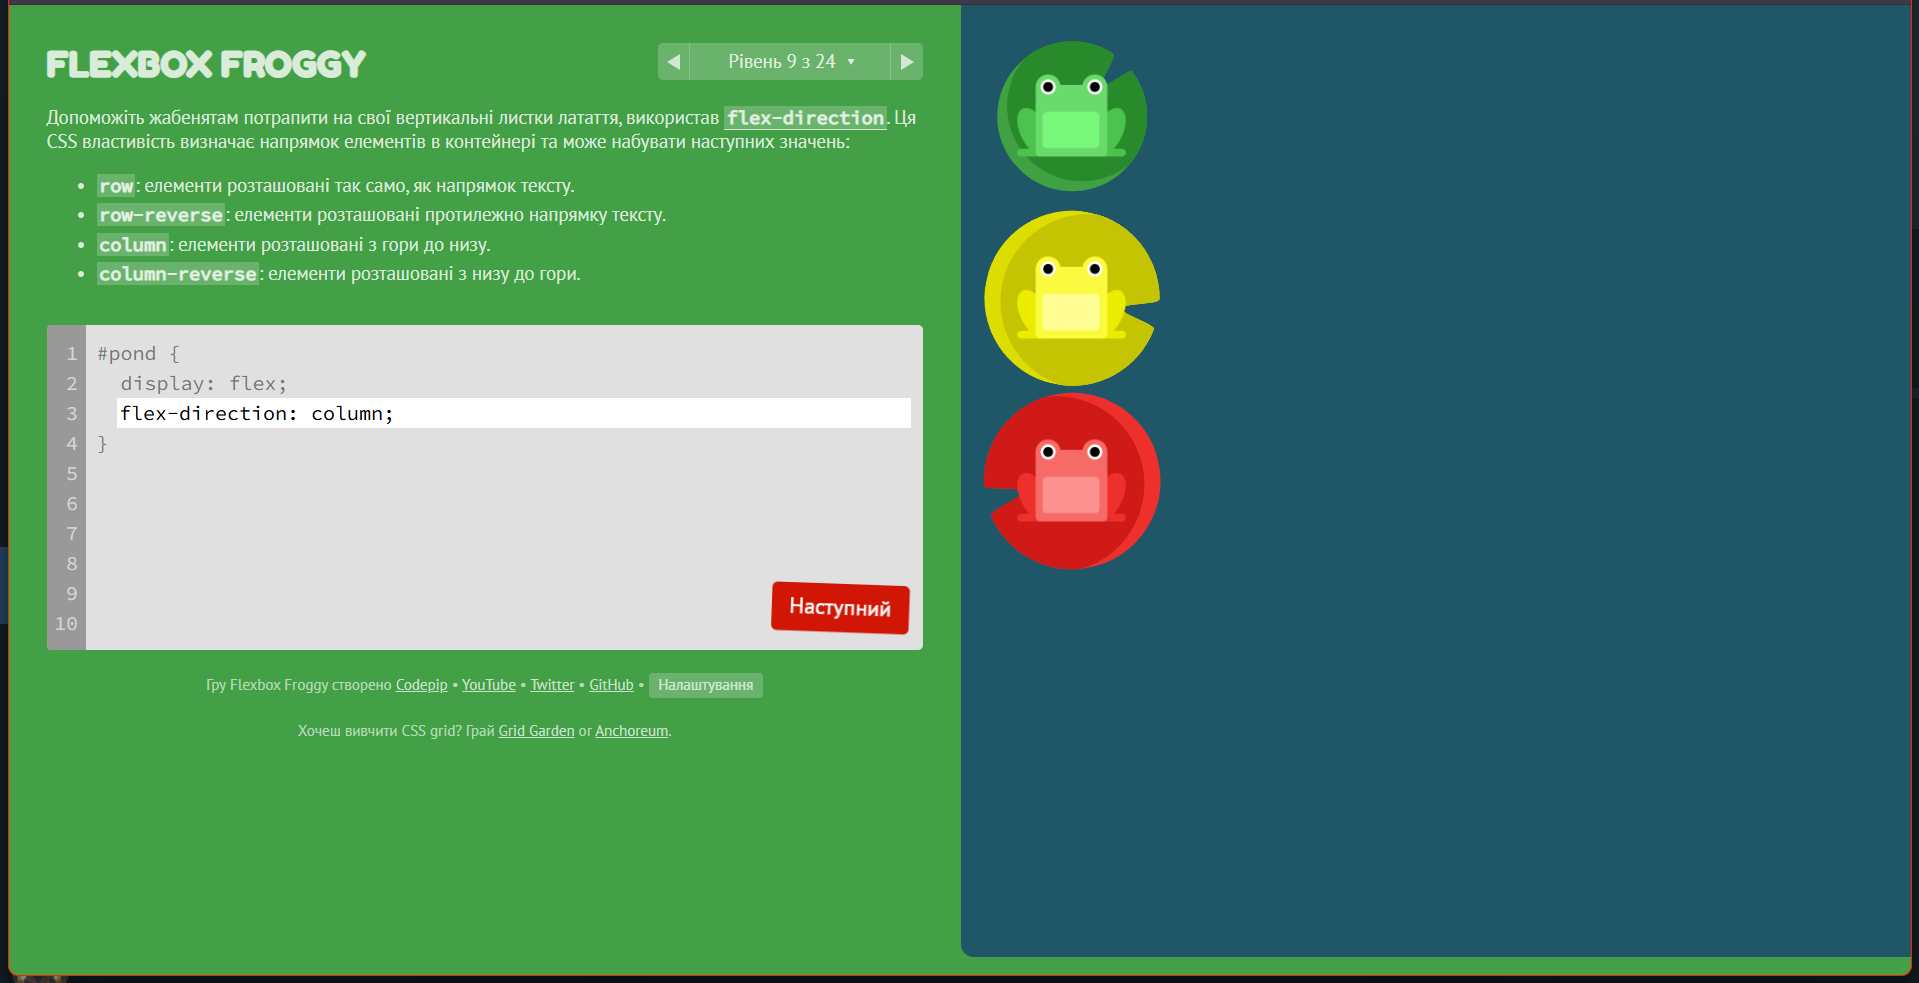 FLEXBOX FROGGY
Рівень 9 з 24
Допоможіть жабенятам потрапити на свої вертикальні листки латаття, використав flex-direction. Ця
CSS властивість визначає напрямок елементів в контейнері та може набувати наступних значень:
row: елементи розташовані так само, як напрямок тексту.
row-reverse: елементи розташовані протилежно напрямку тексту.
column: елементи розташовані з гори до низу.
column-reverse: елементи розташовані з низу до гори.
1 #pond {
2 display: flex;
3 flex-direction: column;
4 }
5
6
7
8
9
10
Наступний
Гру Flexbox Froggy створено Codepip • YouTube • Twitter • GitHub • Налаштування
Хочеш вивчити CSS grid? Грай Grid Garden or Anchoreum.